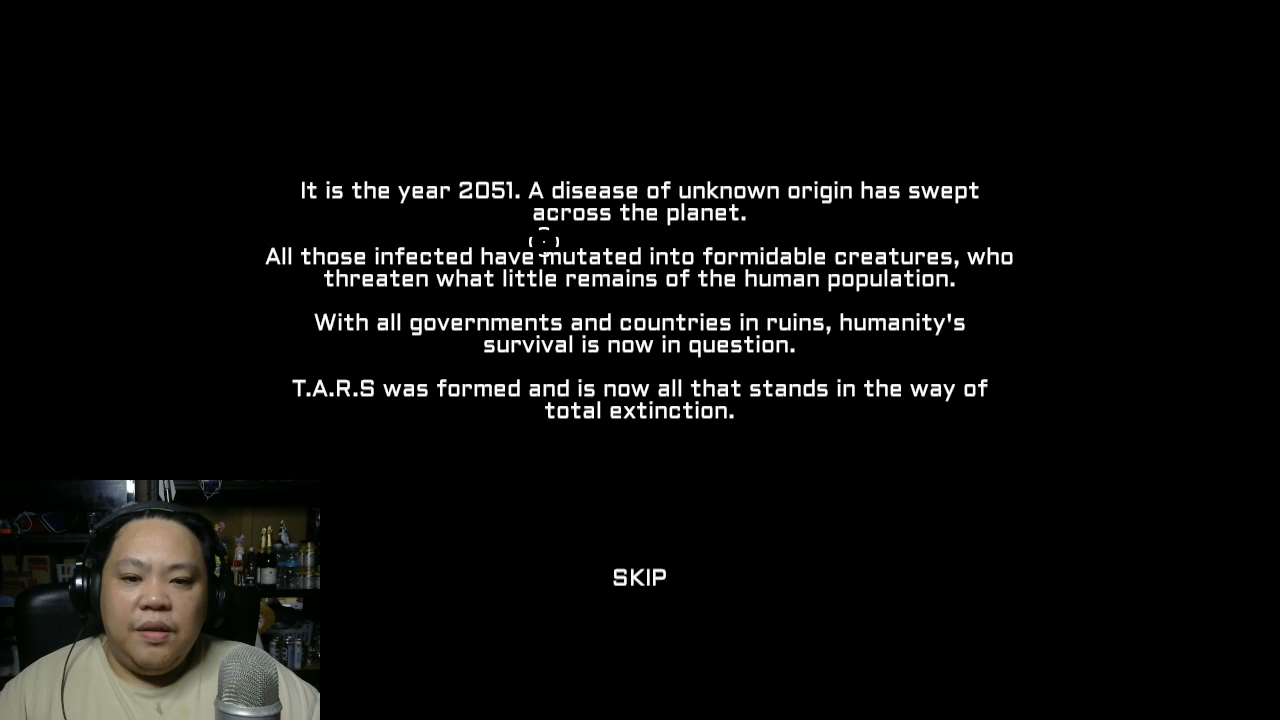 It is the year 2051. A disease of unknown origin has swept
across the planet.
All those infected have mutated into formidable creatures, who
threaten what little remains of the human population.
With all governments and countries in ruins, humanity's
survival is now in question.
T.A.R.S was formed and is now all that stands in the way of
total extinction.
SKIP